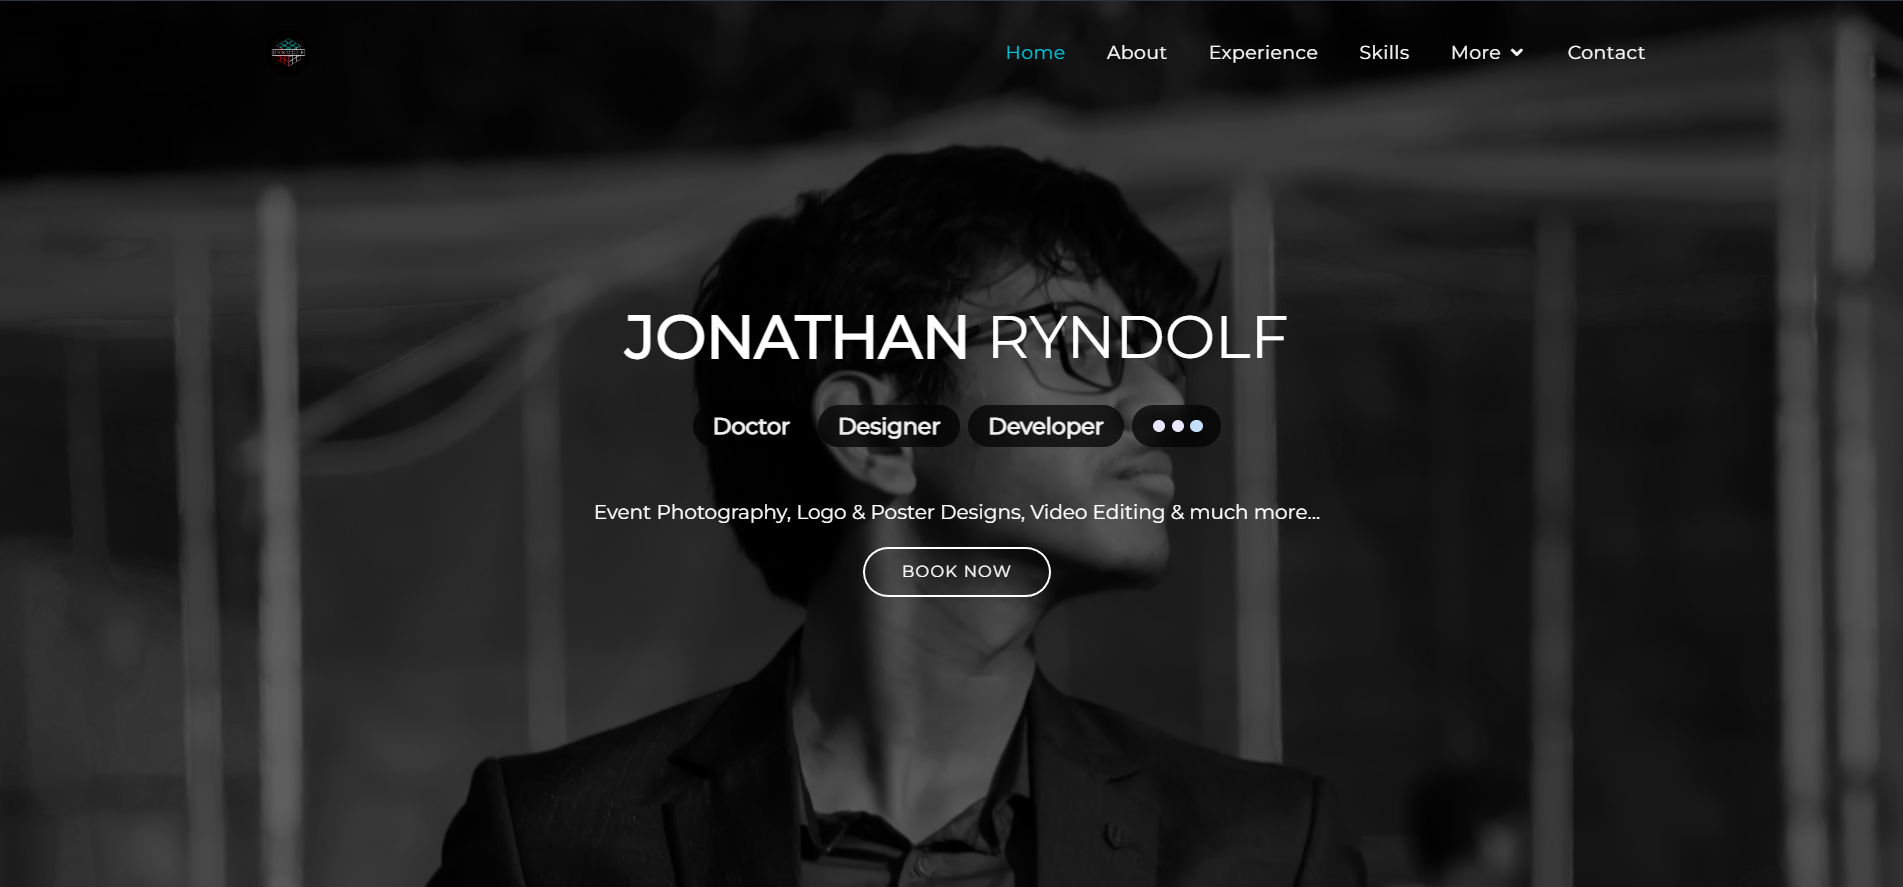 Home About Experience Skills More Contact
JONATHAN RYNDOLF
Doctor Designer Developer
Event Photography, Logo & Poster Designs, Video Editing & much more...
BOOK NOW